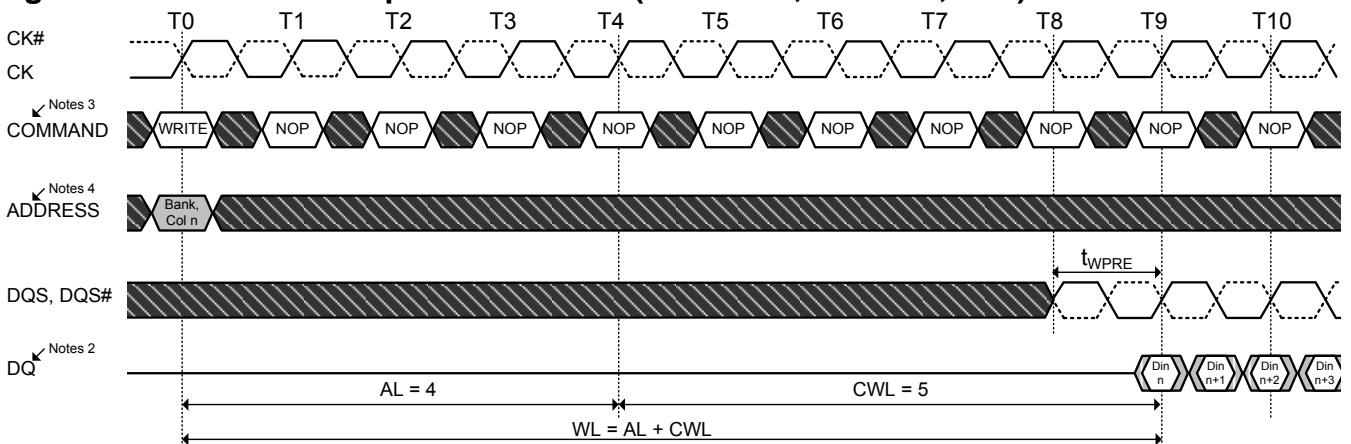 T0 T1 T2 T3 T4 T5 T6 T7 T8 T9 T10
CK#
CK
Notes 3
COMMAND WRITE NOP NOP NOP NOP NOP NOP NOP NOP NOP NOP
Notes 4
ADDRESS
Bank,
Col n
tWPRE
DQS, DQS#
Notes 2
DQ
Din
n
Din
n+1
Din
n+2
Din
n+3
AL = 4 CWL = 5
WL = AL + CWL